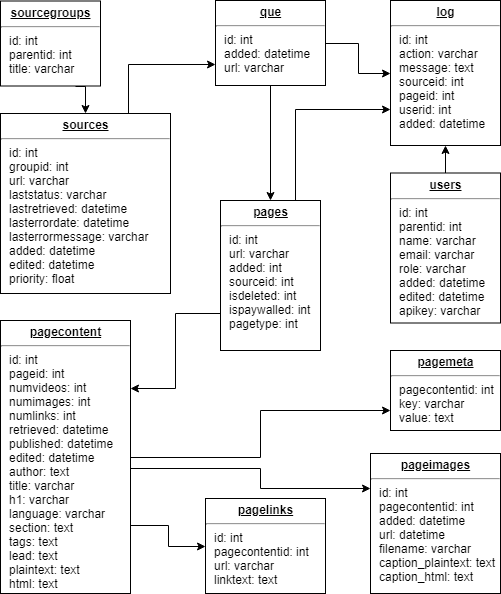 sourcegroups
id: int
parentid: int
title: varchar
que
id: int
added: datetime
url: varchar
log
id: int
action: varchar
message: text
sourceid: int
pageid: int
userid: int
added: datetime
sources
id: int
groupid: int
url: varchar
laststatus: varchar
lastretrieved: datetime
lasterrordate: datetime
lasterrormessage: varchar
added: datetime
edited: datetime
priority: float
pages
id: int
url: varchar
added: int
sourceid: int
isdeleted: int
ispaywalled: int
pagetype: int
users
id: int
parentid: int
name: varchar
email: varchar
role: varchar
added: datetime
edited: datetime
apikey: varchar
pagecontent
id: int
pageid: int
numvideos: int
numimages: int
numlinks: int
retrieved: datetime
published: datetime
edited: datetime
author: text
title: varchar
h1: varchar
language: varchar
section: text
tags: text
lead: text
plaintext: text
html: text
pagemeta
pagecontentid: int
key: varchar
value: text
pagelinks
id: int
pagecontentid: int
url: varchar
linktext: text
pageimages
id: int
pagecontentid: int
added: datetime
url: datetime
filename: varchar
caption_plaintext: text
caption_html: text